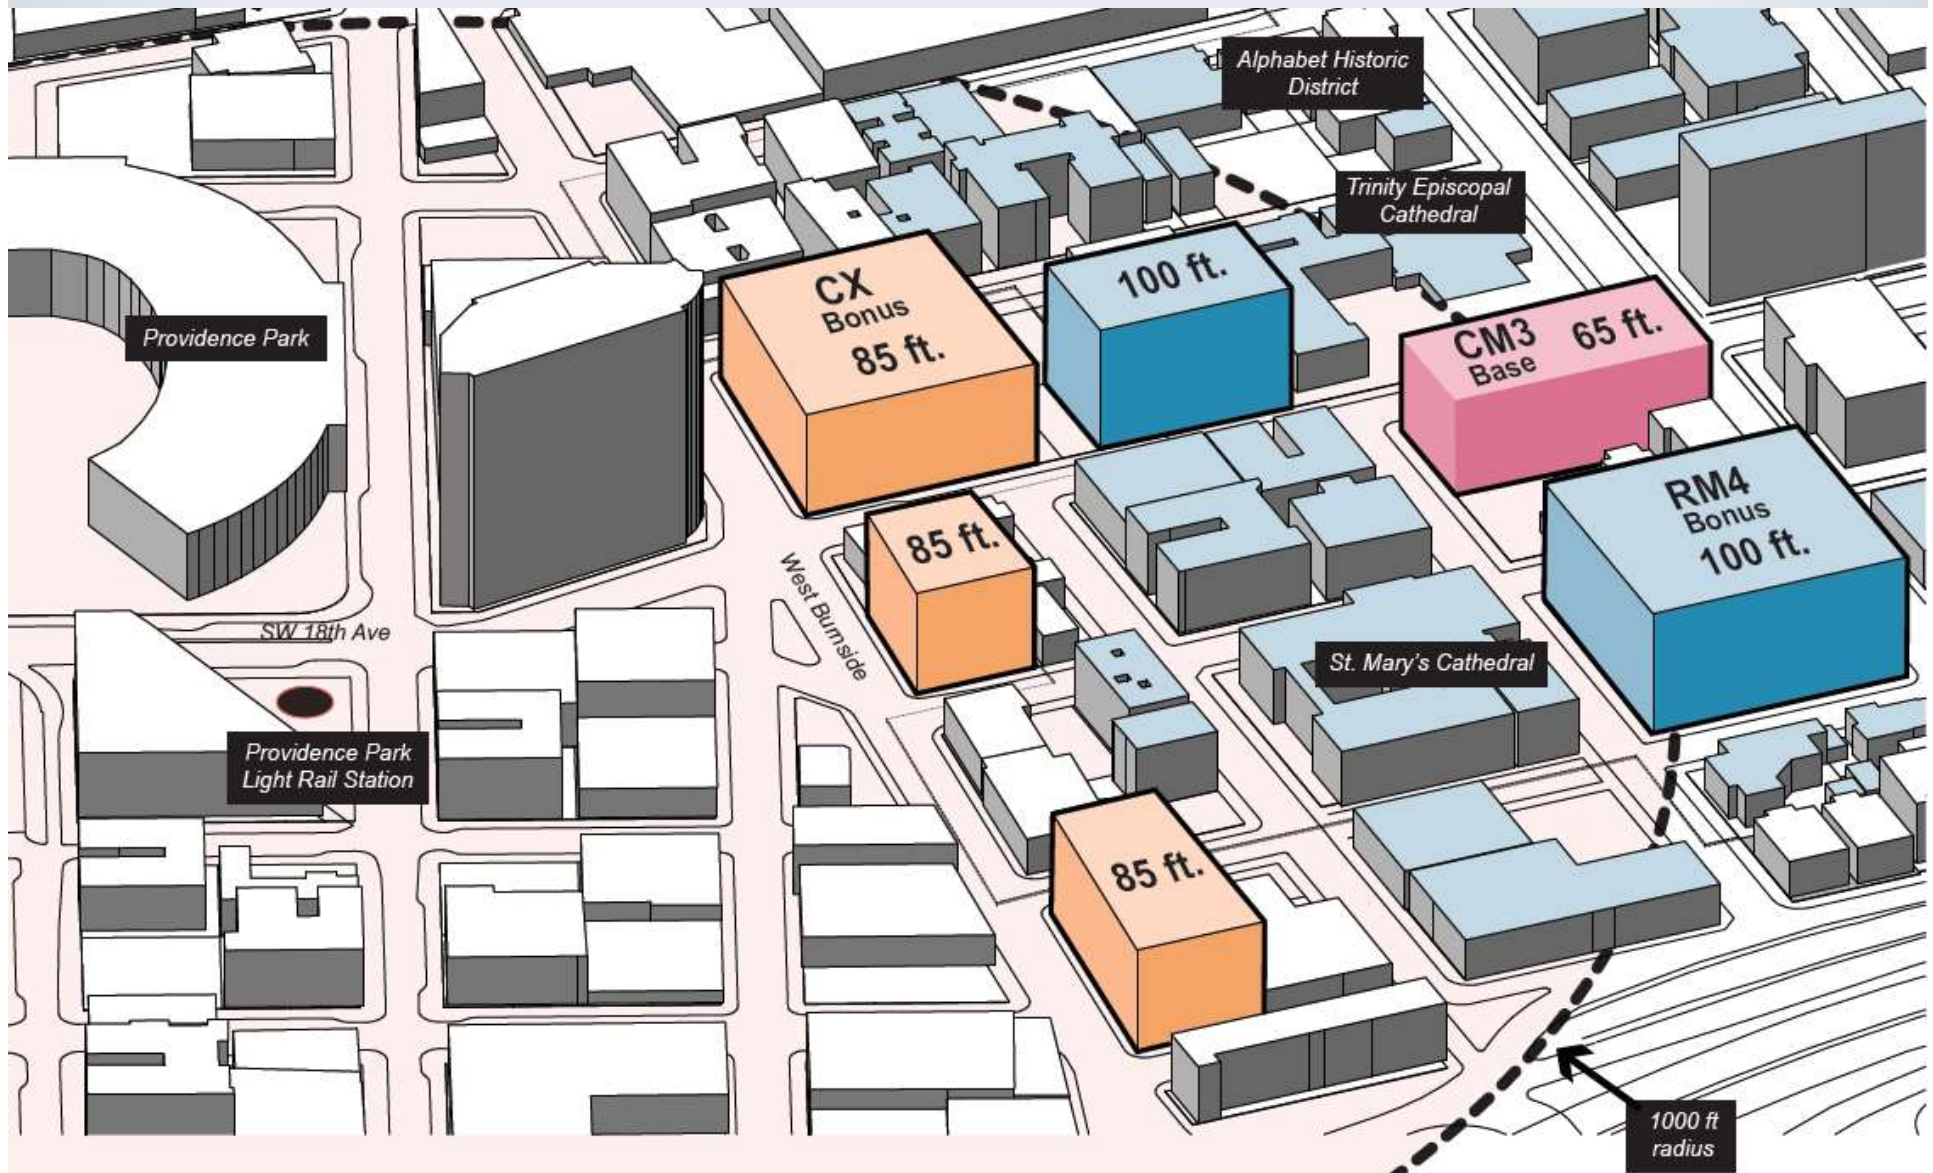 Alphabet Historic
District
Trinity Episcopal
Cathedral
CX
Bonus
85 ft.
100 ft.
CM3 65 ft.
Base
Providence Park
RM4
Bonus
100 ft.
85 ft.
West Burnside
SW 18th Ave
St. Mary's Cathedral
Providence Park
Light Rail Station
85 ft.
1000 ft
radius